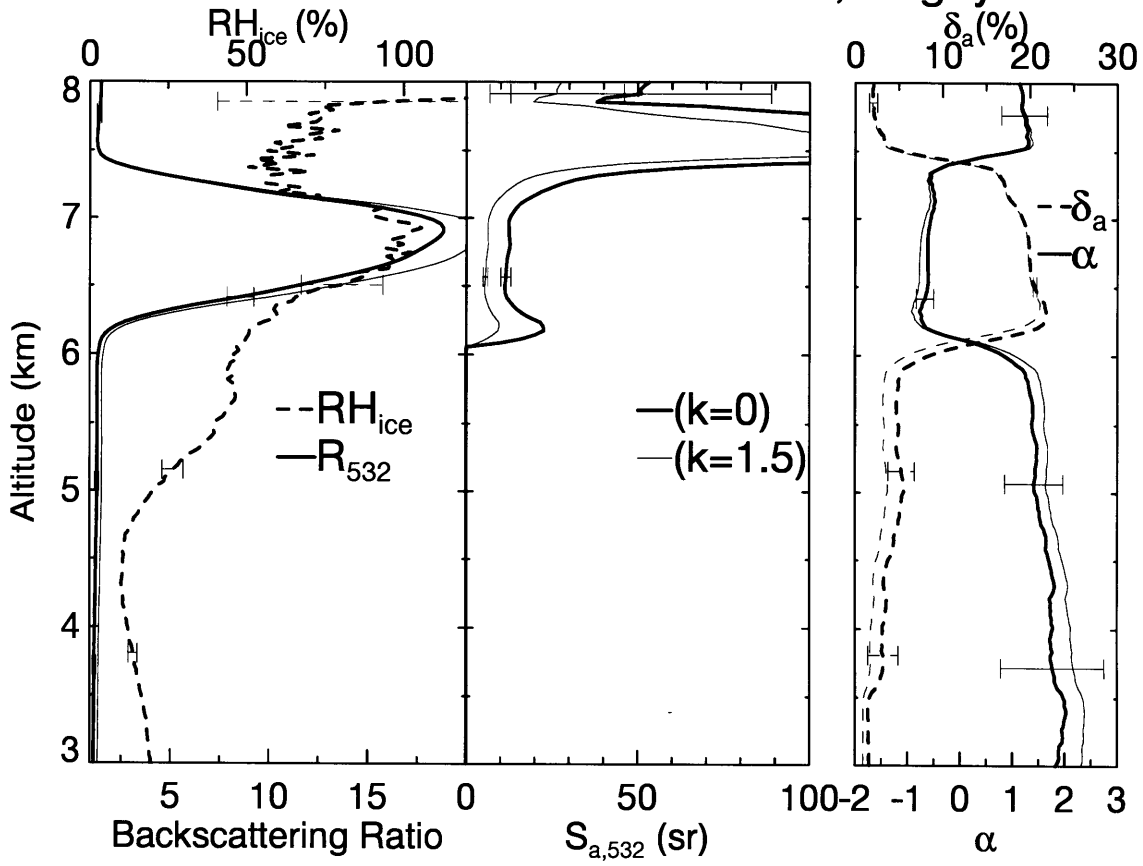 RH_ice (%)
0 50 100
δ_a(%)
0 10 20 30
8
7
6
5
4
3
Altitude (km)
RH_ice
R_532
(k=0)
(k=1.5)
δ_a
α
5 10 15
Backscattering Ratio
0 50 100
S_a,532 (sr)
-2 -1 0 1 2 3
α